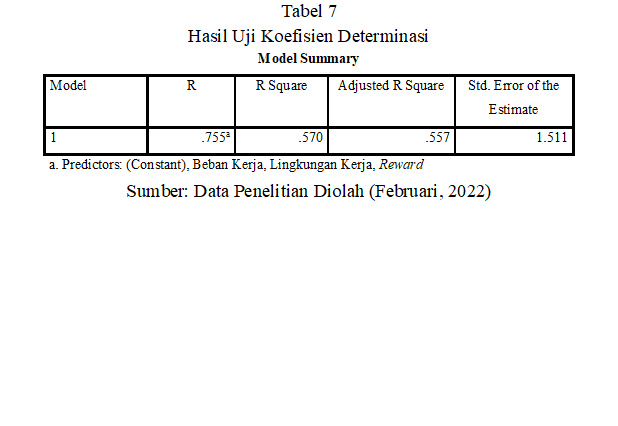 Tabel 7
Hasil Uji Koefisien Determinasi
Model Summary
Model R R Square Adjusted R Square Std. Error of the
Estimate
1 .755a .570 .557 1.511
a. Predictors: (Constant), Beban Kerja, Lingkungan Kerja, Reward
Sumber: Data Penelitian Diolah (Februari, 2022)